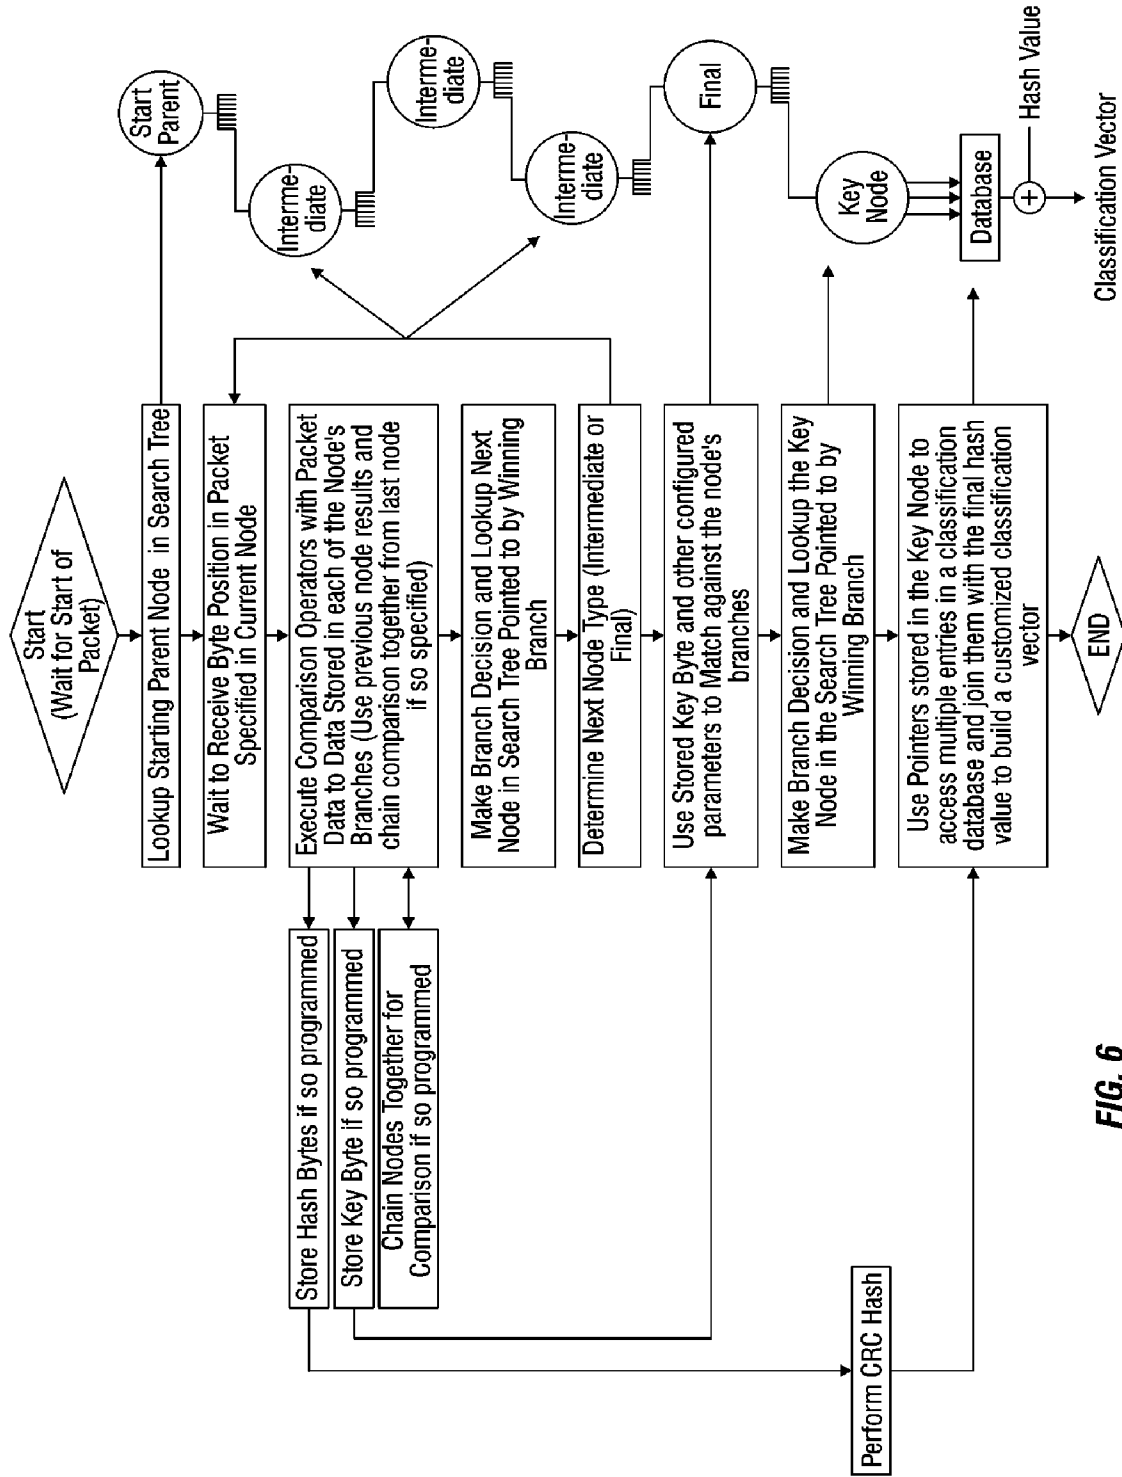 Start
(Wait for Start of
Packet)
Lookup Starting Parent Node in Search Tree
Wait to Receive Byte Position in Packet
Specified in Current Node
Execute Comparison Operators with Packet
Data to Data Stored in each of the Node's
Branches (Use previous node results and
chain comparison together from last node
if so specified)
Make Branch Decision and Lookup Next
Node in Search Tree Pointed to by Winning
Branch
Determine Next Node Type (Intermediate or
Final)
Use Stored Key Byte and other configured
parameters to Match against the node's
branches
Make Branch Decision and Lookup the Key
Node in the Search Tree Pointed to by
Winning Branch
Use Pointers stored in the Key Node to
access multiple entries in a classification
database and join them with the final hash
value to build a customized classification
vector
END
Store Hash Bytes if so programmed
Store Key Byte if so programmed
Chain Nodes Together for
Comparison if so programmed
Perform CRC Hash
Start
Parent
Interme-
diate
Interme-
diate
Interme-
diate
Final
Key
Node
Database
+
Hash Value
Classification Vector
FIG. 6